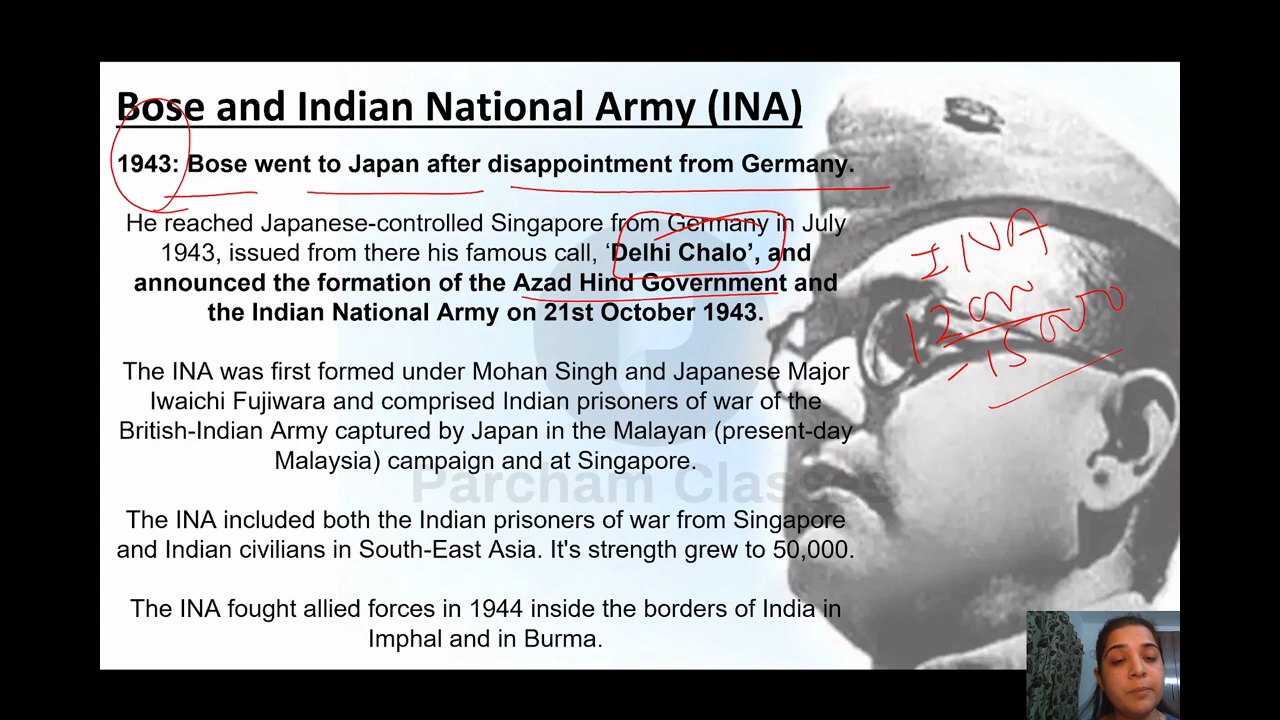 Bose and Indian National Army (INA)
1943: Bose went to Japan after disappointment from Germany.
He reached Japanese-controlled Singapore from Germany in July
1943, issued from there his famous call, ‘Delhi Chalo’, and
announced the formation of the Azad Hind Government and
the Indian National Army on 21st October 1943.
INA
12000
- 15000
The INA was first formed under Mohan Singh and Japanese Major
Iwaichi Fujiwara and comprised Indian prisoners of war of the
British-Indian Army captured by Japan in the Malayan (present-day
Malaysia) campaign and at Singapore.
Parcham Class
The INA included both the Indian prisoners of war from Singapore
and Indian civilians in South-East Asia. It's strength grew to 50,000.
The INA fought allied forces in 1944 inside the borders of India in
Imphal and in Burma.